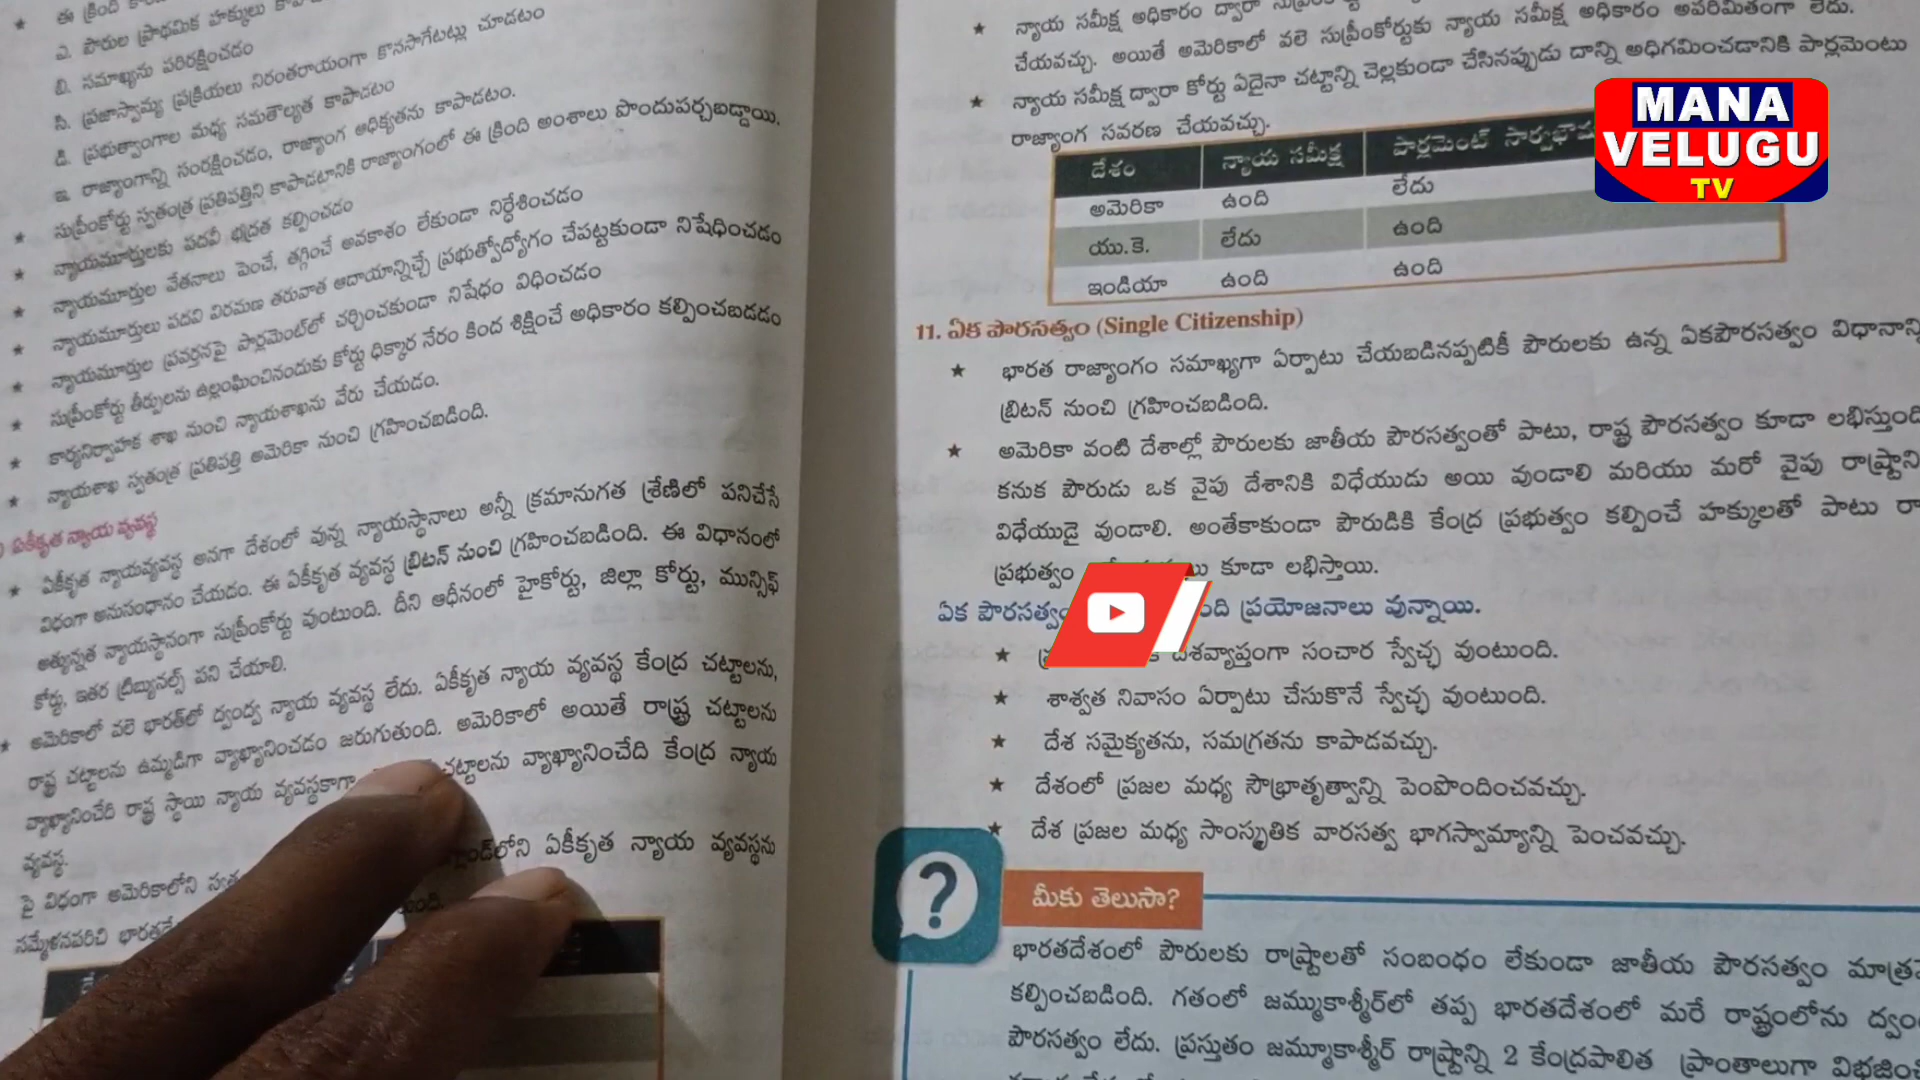 ★ ఈ క్రింది
ఎ. పౌరుల ప్రాథమిక హక్కులు
బి. సమాఖ్యను పరిరక్షించడం
సి. ప్రజాస్వామ్య ప్రక్రియలు నిరంతరాయంగా కొనసాగేటట్లు చూడటం
డి. ప్రభుత్వాంగాల మధ్య సమతౌల్యత కాపాడటం
ఇ. రాజ్యాంగాన్ని సంరక్షించడం, రాజ్యాంగ ఆధిక్యతను కాపాడటం.
★ సుప్రీంకోర్టు స్వతంత్ర ప్రతిపత్తిని కాపాడటానికి రాజ్యాంగంలో ఈ క్రింది అంశాలు పొందుపర్చబడ్డాయి.
★ న్యాయమూర్తులకు పదవీ భద్రత కల్పించడం
★ న్యాయమూర్తుల వేతనాలు పెంచే, తగ్గించే అవకాశం లేకుండా నిర్దేశించడం
★ న్యాయమూర్తులు పదవి విరమణ తరువాత ఆదాయాన్నిచ్చే ప్రభుత్వోద్యోగం చేపట్టకుండా నిషేధించడం
★ న్యాయమూర్తుల ప్రవర్తనపై పార్లమెంట్‌లో చర్చించకుండా నిషేధం విధించడం
★ సుప్రీంకోర్టు తీర్పులను ఉల్లంఘించినందుకు కోర్టు ధిక్కార నేరం కింద శిక్షించే అధికారం కల్పించబడడం
★ కార్యనిర్వాహక శాఖ నుంచి న్యాయశాఖను వేరు చేయడం.
★ న్యాయశాఖ స్వతంత్ర ప్రతిపత్తి అమెరికా నుంచి గ్రహించబడింది.
) ఏకీకృత న్యాయ వ్యవస్థ
★ ఏకీకృత న్యాయవ్యవస్థ అనగా దేశంలో వున్న న్యాయస్థానాలు అన్నీ క్రమానుగత శ్రేణిలో పనిచేసే
విధంగా అనుసంధానం చేయడం. ఈ ఏకీకృత వ్యవస్థ బ్రిటన్ నుంచి గ్రహించబడింది. ఈ విధానంలో
అత్యున్నత న్యాయస్థానంగా సుప్రీంకోర్టు వుంటుంది. దీని ఆధీనంలో హైకోర్టు, జిల్లా కోర్టు, మున్సిఫ్
కోర్టు, ఇతర ట్రిబ్యునల్స్ పని చేయాలి.
★ అమెరికాలో వలె భారత్‌లో ద్వంద్వ న్యాయ వ్యవస్థ లేదు. ఏకీకృత న్యాయ వ్యవస్థ కేంద్ర చట్టాలను,
రాష్ట్ర చట్టాలను ఉమ్మడిగా వ్యాఖ్యానించడం జరుగుతుంది. అమెరికాలో అయితే రాష్ట్ర చట్టాలను
వ్యాఖ్యానించేది రాష్ట్ర స్థాయి న్యాయ వ్యవస్థకాగా చట్టాలను వ్యాఖ్యానించేది కేంద్ర న్యాయ
వ్యవస్థ.
పై విధంగా అమెరికాలోని ఏకీకృత న్యాయ వ్యవస్థను
సమ్మేళనపరిచి
★ న్యాయ సమీక్ష అధికారం ద్వారా న్యాయ సమీక్ష అధికారం అపరిమితంగా లేదు.
చేయవచ్చు. అయితే అమెరికాలో వలె సుప్రీంకోర్టుకు
★ న్యాయ సమీక్ష ద్వారా కోర్టు ఏదైనా చట్టాన్ని చెల్లకుండా చేసినప్పుడు దాన్ని అధిగమించడానికి పార్లమెంటు
రాజ్యాంగ సవరణ చేయవచ్చు.
MANA
VELUGU
TV
దేశం న్యాయ సమీక్ష పార్లమెంట్
అమెరికా ఉంది లేదు
యు.కె. లేదు ఉంది
ఇండియా ఉంది ఉంది
11. ఏక పౌరసత్వం (Single Citizenship)
★ భారత రాజ్యాంగం సమాఖ్యగా ఏర్పాటు చేయబడినప్పటికీ పౌరులకు ఉన్న ఏకపౌరసత్వం విధానాన్ని
బ్రిటన్ నుంచి గ్రహించబడింది.
★ అమెరికా వంటి దేశాల్లో పౌరులకు జాతీయ పౌరసత్వంతో పాటు, రాష్ట్ర పౌరసత్వం కూడా లభిస్తుంది
కనుక పౌరుడు ఒక వైపు దేశానికి విధేయుడు అయి వుండాలి మరియు మరో వైపు రాష్ట్రాని
విధేయుడై వుండాలి. అంతేకాకుండా పౌరుడికి కేంద్ర ప్రభుత్వం కల్పించే హక్కులతో పాటు రా
ప్రభుత్వం కూడా లభిస్తాయి.
ఏక పౌరసత్వం ప్రయోజనాలు వున్నాయి.
★ దేశవ్యాప్తంగా సంచార స్వేచ్ఛ వుంటుంది.
★ శాశ్వత నివాసం ఏర్పాటు చేసుకొనే స్వేచ్ఛ వుంటుంది.
★ దేశ సమైక్యతను, సమగ్రతను కాపాడవచ్చు.
★ దేశంలో ప్రజల మధ్య సౌభ్రాతృత్వాన్ని పెంపొందించవచ్చు.
★ దేశ ప్రజల మధ్య సాంస్కృతిక వారసత్వ భాగస్వామ్యాన్ని పెంచవచ్చు.
మీకు తెలుసా?
భారతదేశంలో పౌరులకు రాష్ట్రాలతో సంబంధం లేకుండా జాతీయ పౌరసత్వం మాత్రమే
కల్పించబడింది. గతంలో జమ్ముకాశ్మీర్‌లో తప్ప భారతదేశంలో మరే రాష్ట్రంలోను ద్వం
పౌరసత్వం లేదు. ప్రస్తుతం జమ్మూకాశ్మీర్ రాష్ట్రాన్ని 2 కేంద్రపాలిత ప్రాంతాలుగా విభజిం